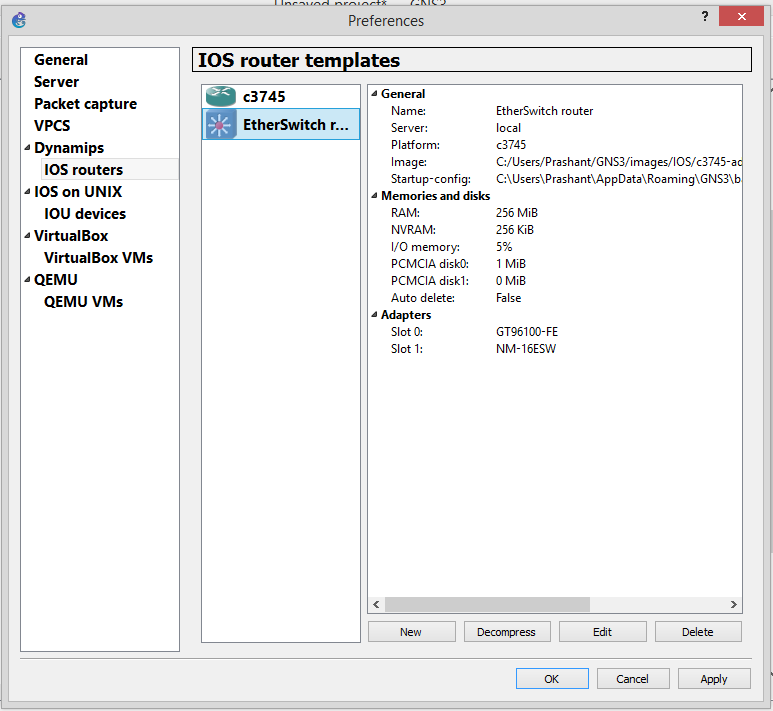 Unsaved project* — GNS3
Preferences
?
General
Server
Packet capture
VPCS
Dynamips
IOS routers
IOS on UNIX
IOU devices
VirtualBox
VirtualBox VMs
QEMU
QEMU VMs
IOS router templates
c3745
EtherSwitch r...
General
Name: EtherSwitch router
Server: local
Platform: c3745
Image: C:/Users/Prashant/GNS3/images/IOS/c3745-ad
Startup-config: C:\Users\Prashant\AppData\Roaming\GNS3\b
Memories and disks
RAM: 256 MiB
NVRAM: 256 KiB
I/O memory: 5%
PCMCIA disk0: 1 MiB
PCMCIA disk1: 0 MiB
Auto delete: False
Adapters
Slot 0: GT96100-FE
Slot 1: NM-16ESW
New Decompress Edit Delete
OK Cancel Apply